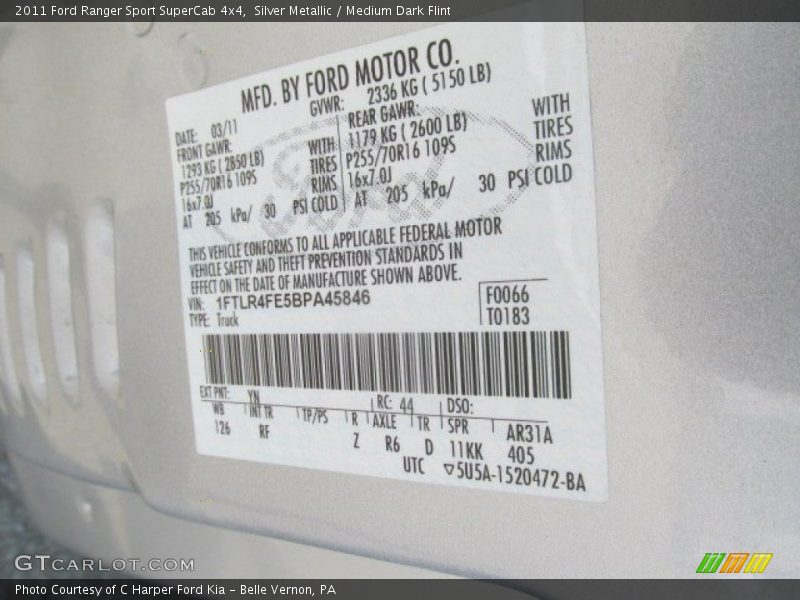 2011 Ford Ranger Sport SuperCab 4x4,  Silver Metallic / Medium Dark Flint
MFD. BY FORD MOTOR CO.
DATE: 03/11 GVWR: 2336 KG ( 5150 LB)
FRONT GAWR: REAR GAWR:
1293 KG ( 2850 LB) WITH 1179 KG ( 2600 LB) WITH
P255/70R16 109S TIRES P255/70R16 109S TIRES
16x7.0J RIMS 16x7.0J RIMS
AT 205 kPa/ 30 PSI COLD AT 205 kPa/ 30 PSI COLD
THIS VEHICLE CONFORMS TO ALL APPLICABLE FEDERAL MOTOR
VEHICLE SAFETY AND THEFT PREVENTION STANDARDS IN
EFFECT ON THE DATE OF MANUFACTURE SHOWN ABOVE.
VIN: 1FTLR4FE5BPA45846 F0066
TYPE: Truck T0183
EXT PNT: YN RC: 44 DSO:
WB INT TR TP/PS R AXLE TR SPR AR31A
126 RF Z R6 D 11KK 405
UTC ▽5U5A-1520472-BA
GTCARLOT.COM
Photo Courtesy of C Harper Ford Kia - Belle Vernon, PA